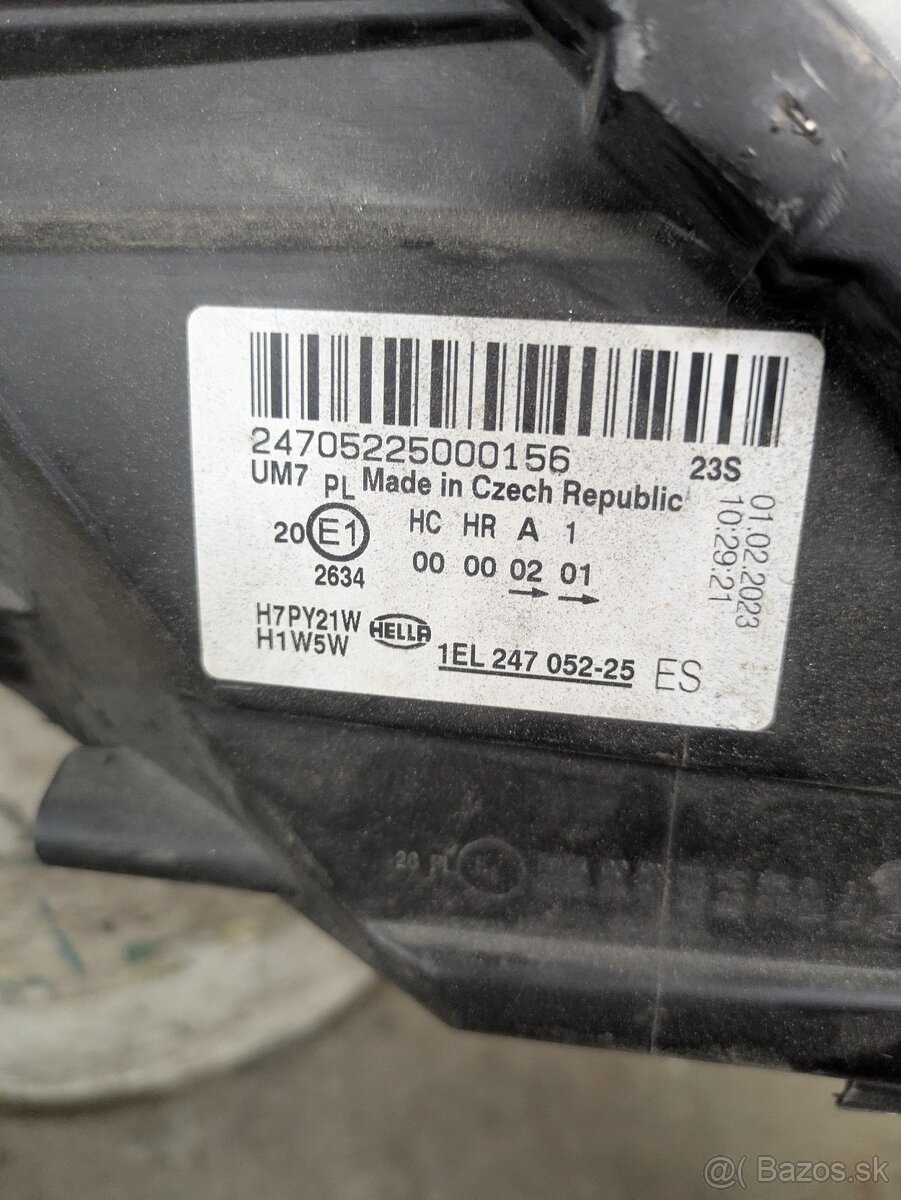 24705225000156 23S
UM7 PL Made in Czech Republic
20 E1 HC HR A 1
2634 00 00 02 01
H7PY21W
H1W5W
HELLA
1EL 247 052-25 ES
01.02.2023
10:29:21
@( Bazos.sk